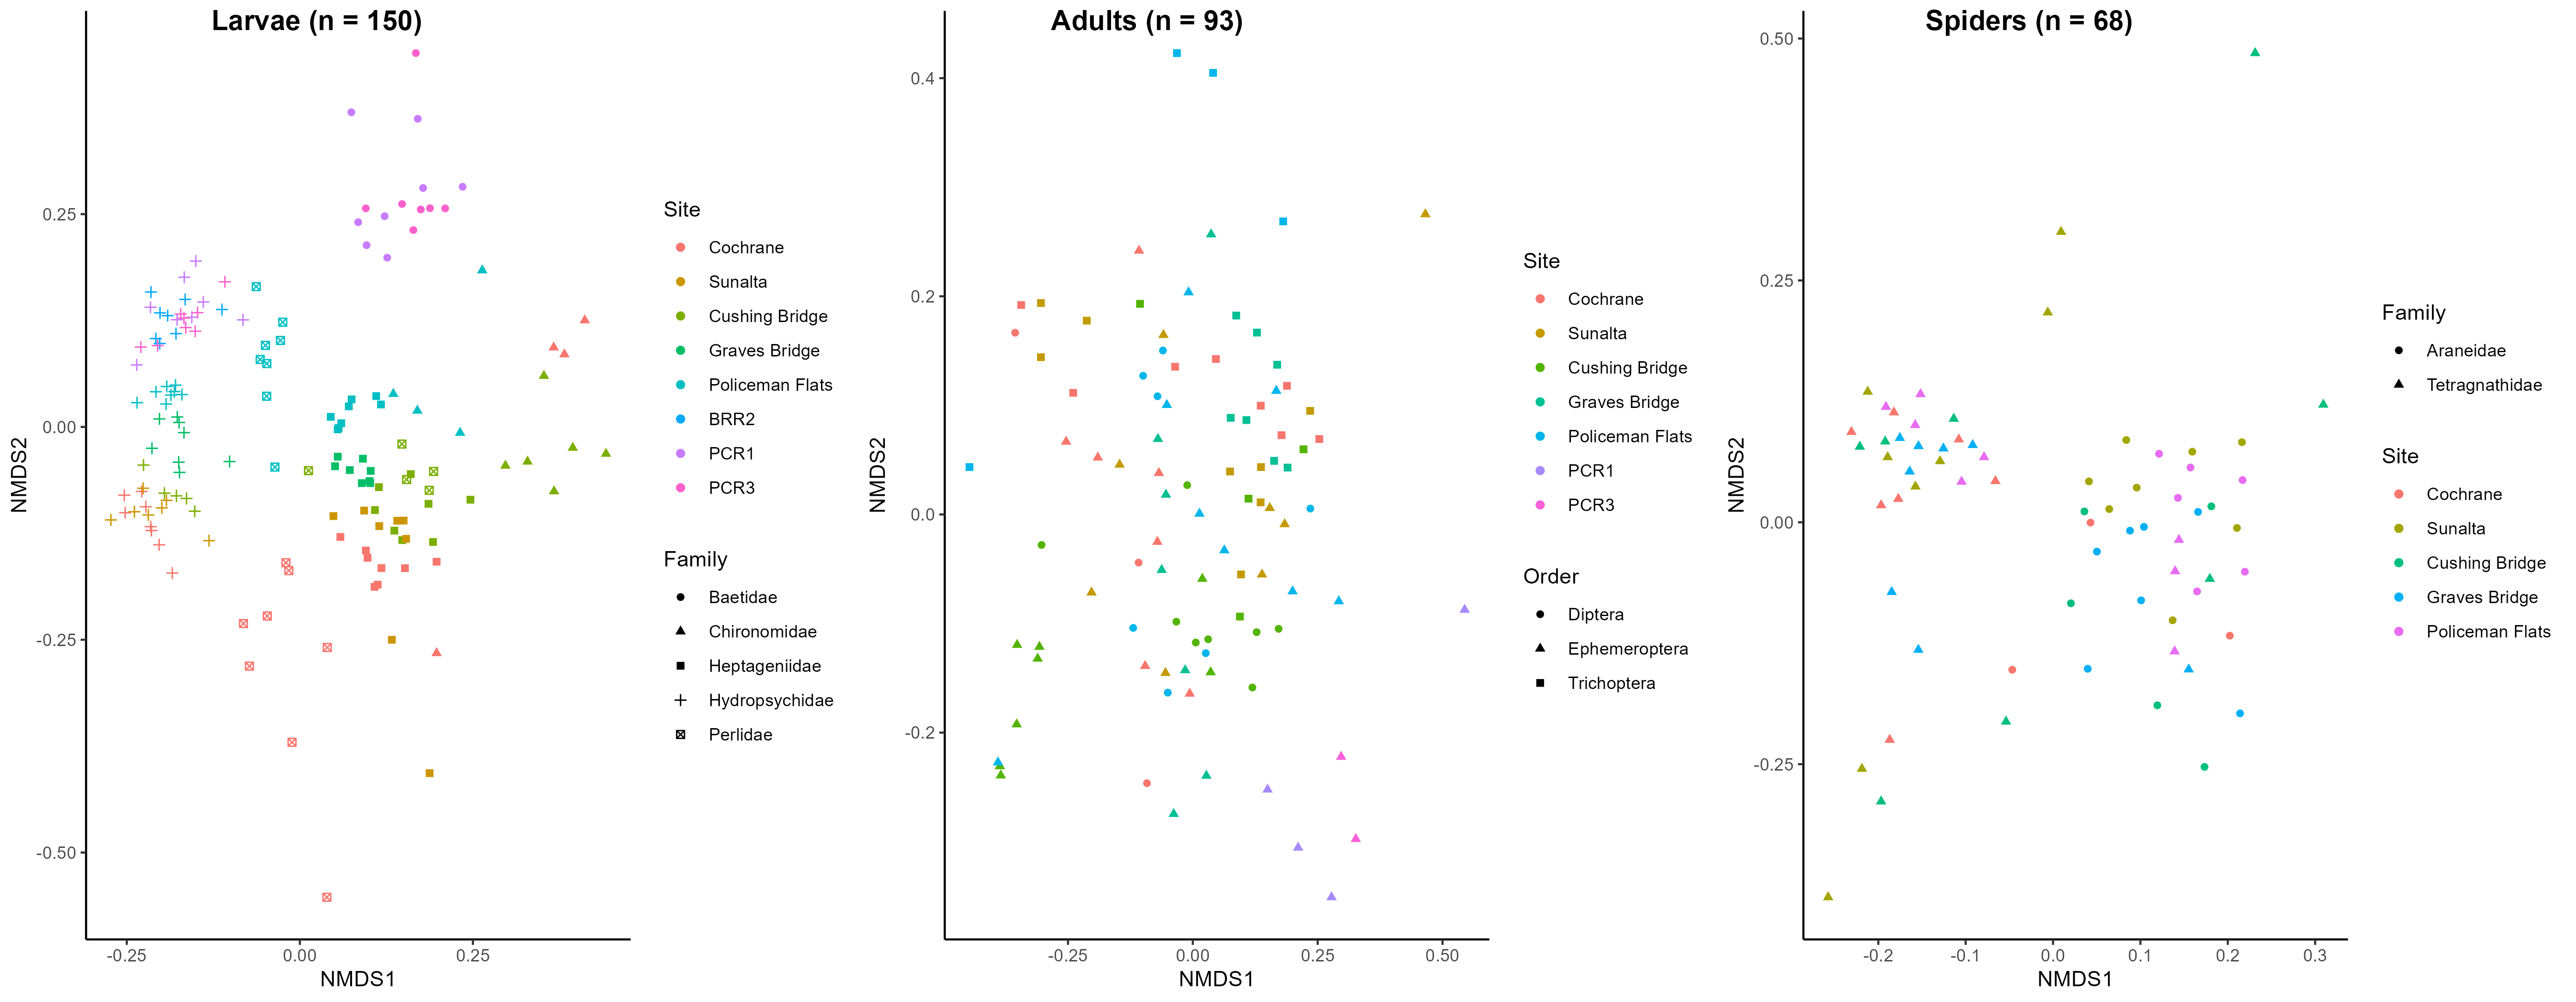 Larvae (n = 150)
0.25
0.00
-0.25
-0.50
NMDS2
-0.25
0.00
0.25
NMDS1
Site
Cochrane
Sunalta
Cushing Bridge
Graves Bridge
Policeman Flats
BRR2
PCR1
PCR3
Family
Baetidae
Chironomidae
Heptageniidae
Hydropsychidae
Perlidae
Adults (n = 93)
0.4
0.2
0.0
-0.2
NMDS2
-0.25
0.00
0.25
0.50
NMDS1
Site
Cochrane
Sunalta
Cushing Bridge
Graves Bridge
Policeman Flats
PCR1
PCR3
Order
Diptera
Ephemeroptera
Trichoptera
Spiders (n = 68)
0.50
0.25
0.00
-0.25
NMDS2
-0.2
-0.1
0.0
0.1
0.2
0.3
NMDS1
Family
Araneidae
Tetragnathidae
Site
Cochrane
Sunalta
Cushing Bridge
Graves Bridge
Policeman Flats